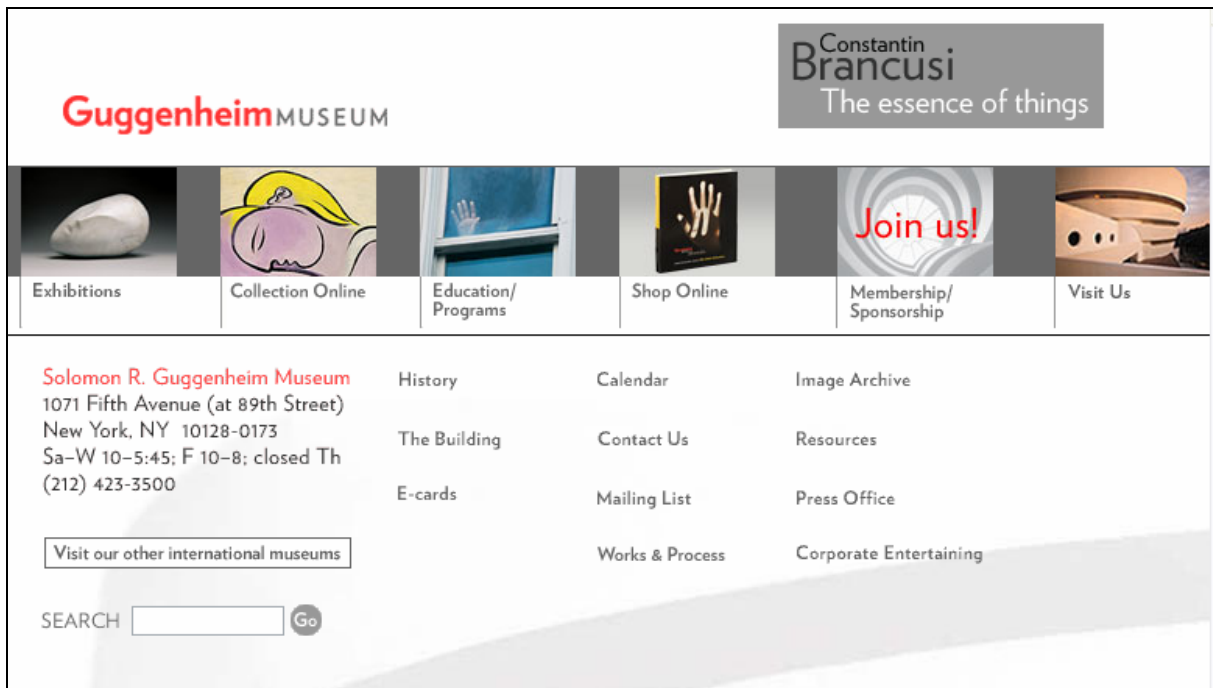 Constantin
Brancusi
The essence of things
Guggenheim MUSEUM
Join us!
Exhibitions
Collection Online
Education/
Programs
Shop Online
Membership/
Sponsorship
Visit Us
Solomon R. Guggenheim Museum
1071 Fifth Avenue (at 89th Street)
New York, NY 10128-0173
Sa–W 10–5:45; F 10–8; closed Th
(212) 423-3500
Visit our other international museums
SEARCH Go
History
The Building
E-cards
Calendar
Contact Us
Mailing List
Works & Process
Image Archive
Resources
Press Office
Corporate Entertaining